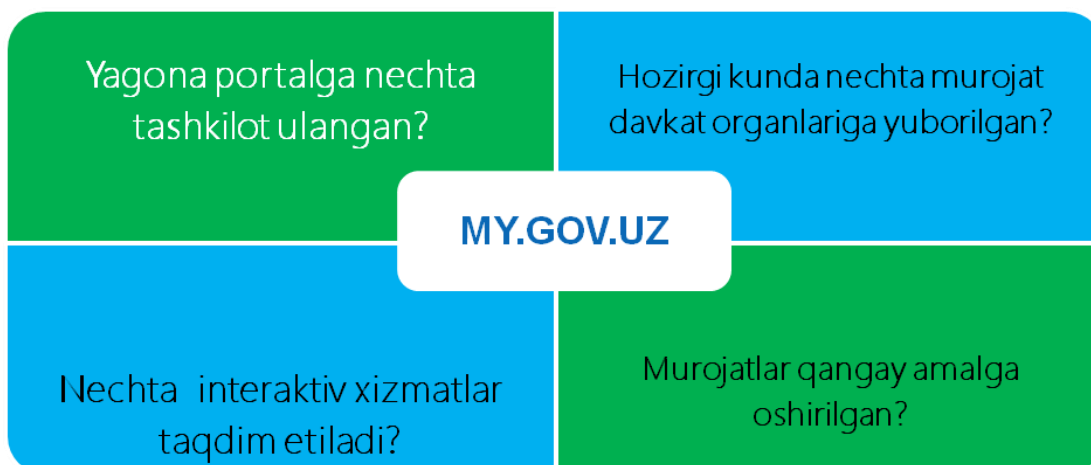 Yagona portalga nechta
tashkilot ulangan?
Hozirgi kunda nechta murojat
davkat organlariga yuborilgan?
MY.GOV.UZ
Nechta interaktiv xizmatlar
taqdim etiladi?
Murojatlar qangay amalga
oshirilgan?